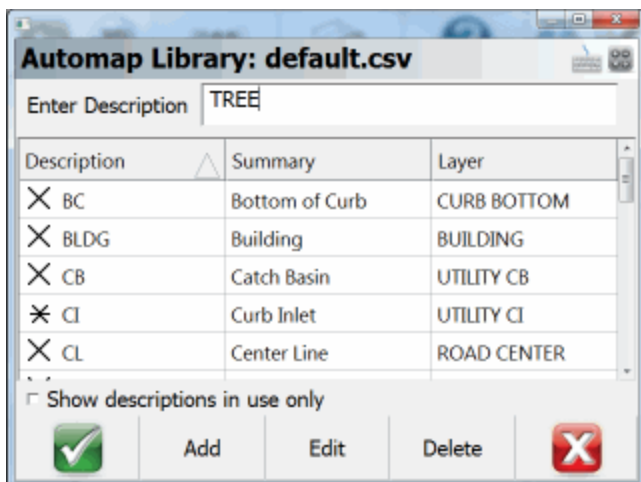 Automap Library: default.csv
Enter Description TREE
Description Summary Layer
BC Bottom of Curb CURB BOTTOM
BLDG Building BUILDING
CB Catch Basin UTILITY CB
CI Curb Inlet UTILITY CI
CL Center Line ROAD CENTER
Show descriptions in use only
Add Edit Delete